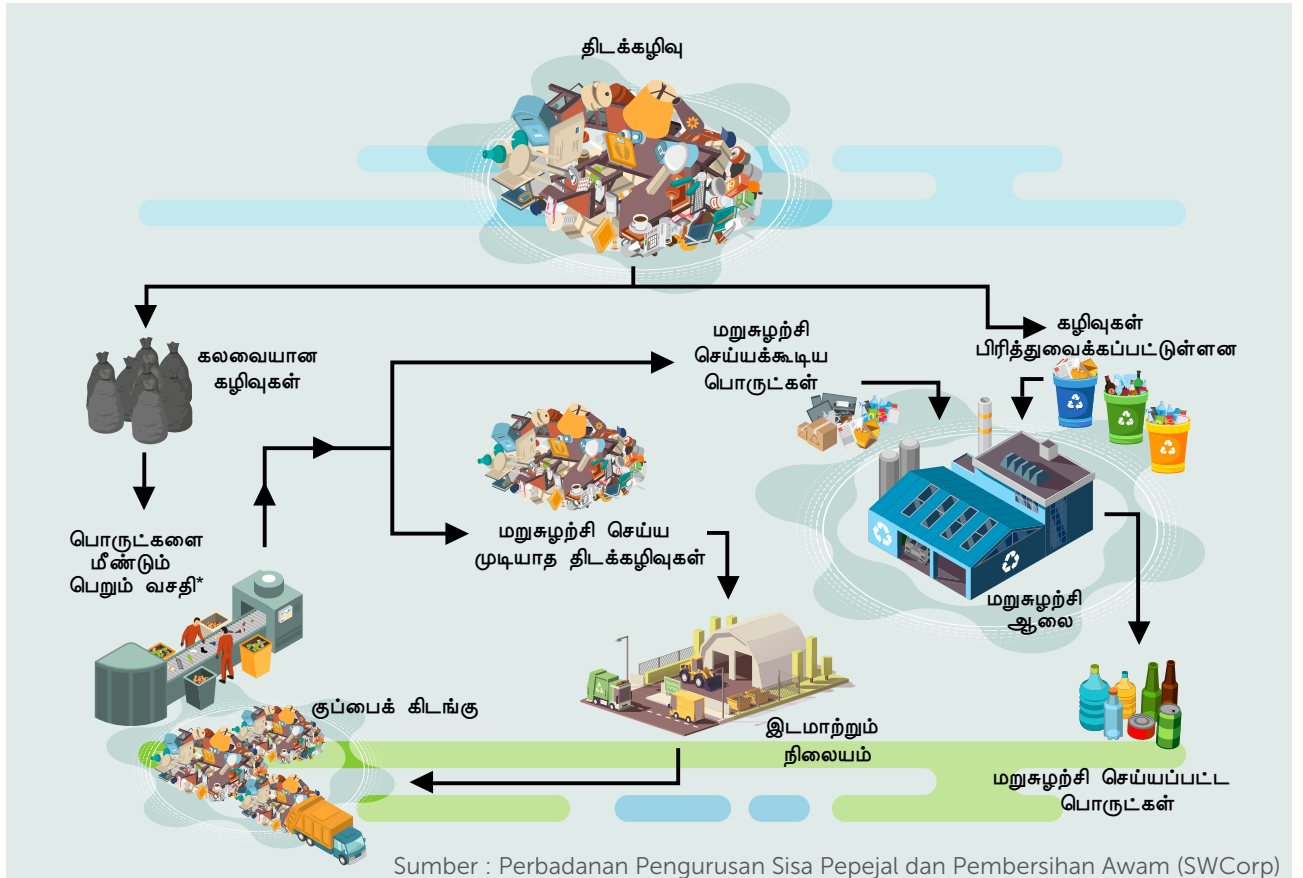 திடக்கழிவு
கலவையான
கழிவுகள்
மறுசுழற்சி
செய்யக்கூடிய
பொருட்கள்
கழிவுகள்
பிரித்துவைக்கப்பட்டுள்ளன
பொருட்களை
மீண்டும்
பெறும் வசதி*
மறுசுழற்சி செய்ய
முடியாத திடக்கழிவுகள்
மறுசுழற்சி
ஆலை
குப்பைக் கிடங்கு
இடமாற்றும்
நிலையம்
மறுசுழற்சி செய்யப்பட்ட
பொருட்கள்
Sumber : Perbadanan Pengurusan Sisa Pepejal dan Pembersihan Awam (SWCorp)